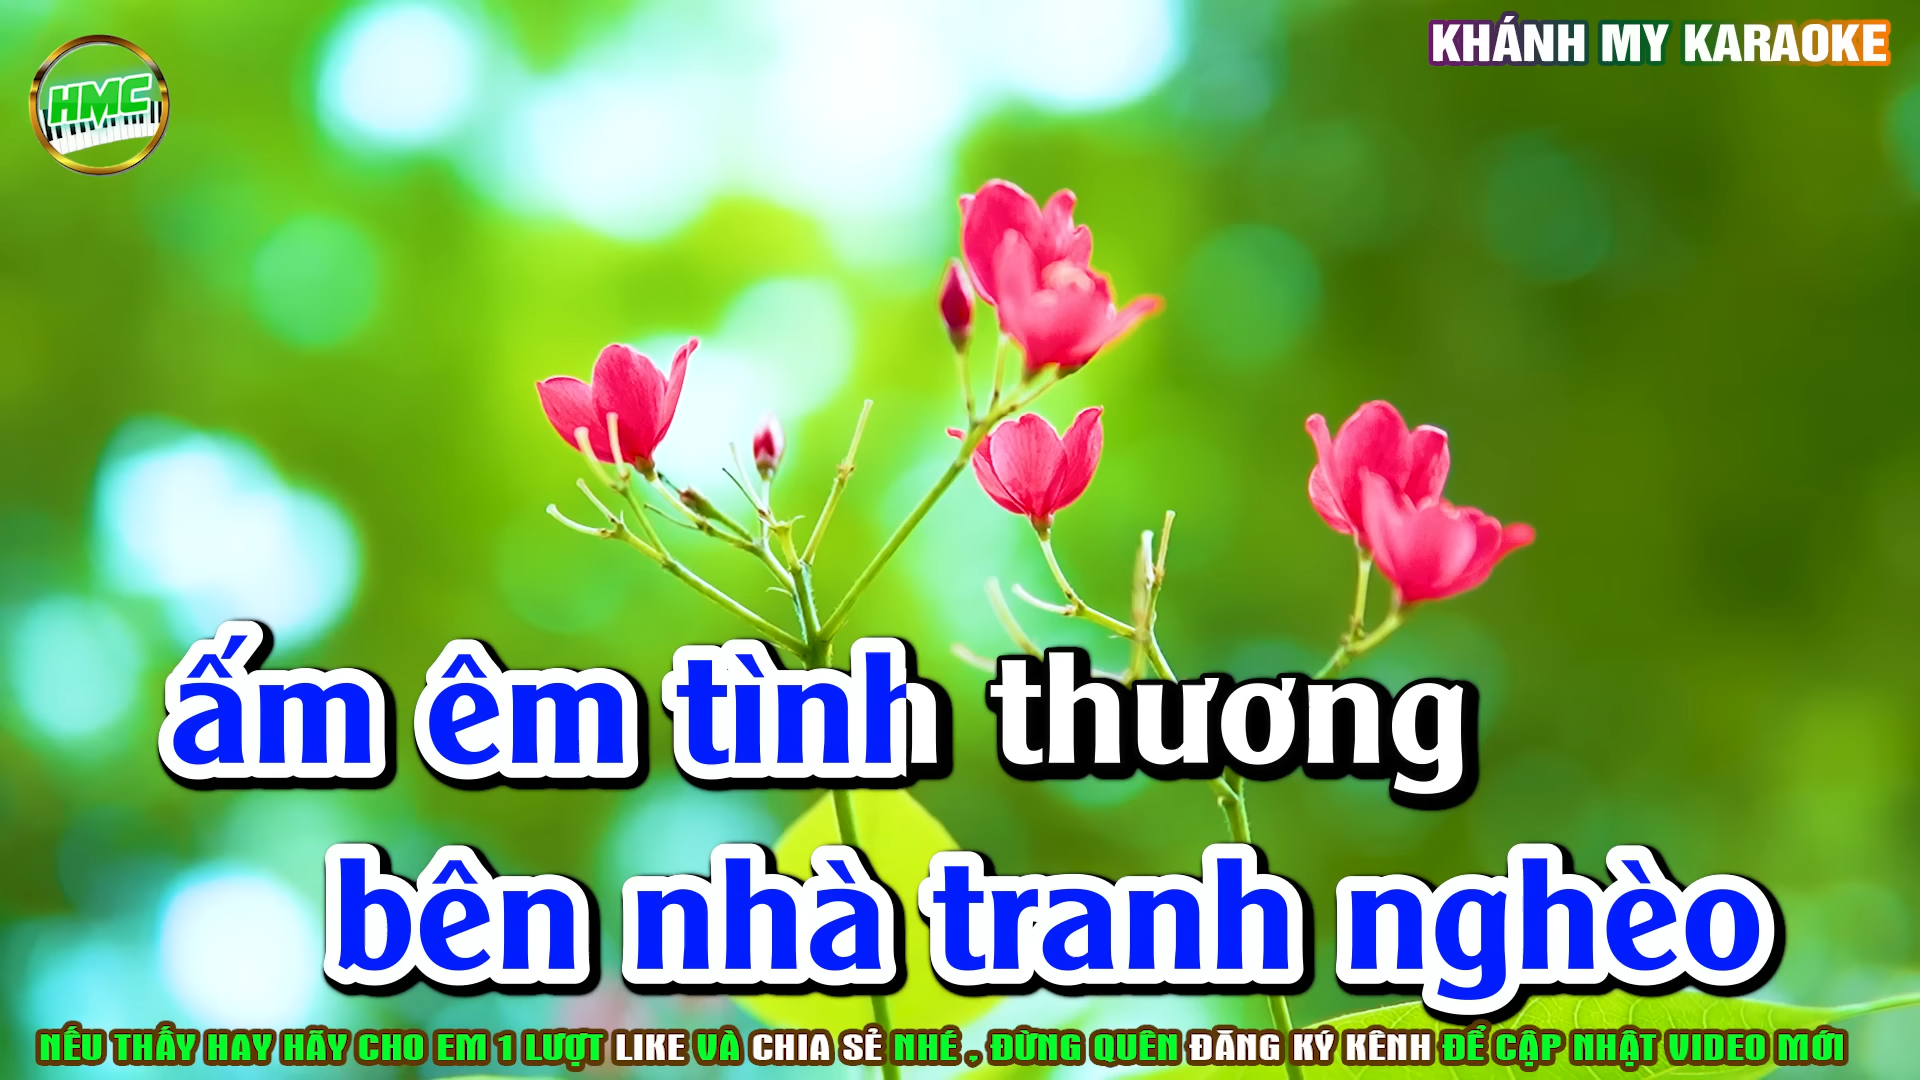 KHÁNH MY KARAOKE
HMC
ấm êm tình thương
bên nhà tranh nghèo
NẾU THẤY HAY HÃY CHO EM 1 LƯỢT LIKE VÀ CHIA SẺ NHÉ , ĐỪNG QUÊN ĐĂNG KÝ KÊNH ĐỂ CẬP NHẬT VIDEO MỚI